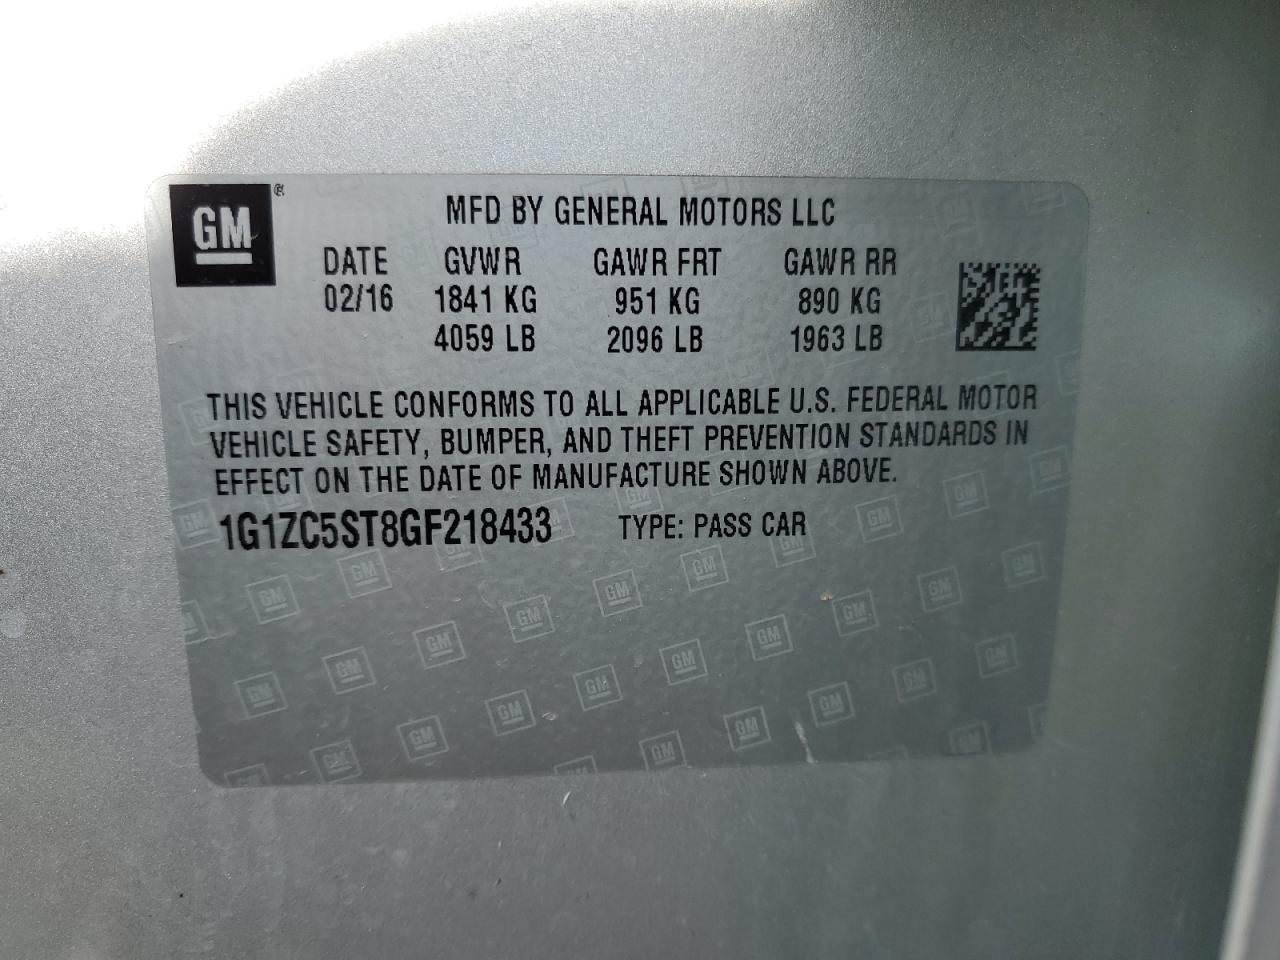 GM ®
MFD BY GENERAL MOTORS LLC
DATE GVWR GAWR FRT GAWR RR
02/16 1841 KG 951 KG 890 KG
4059 LB 2096 LB 1963 LB
THIS VEHICLE CONFORMS TO ALL APPLICABLE U.S. FEDERAL MOTOR
VEHICLE SAFETY, BUMPER, AND THEFT PREVENTION STANDARDS IN
EFFECT ON THE DATE OF MANUFACTURE SHOWN ABOVE.
1G1ZC5ST8GF218433 TYPE: PASS CAR